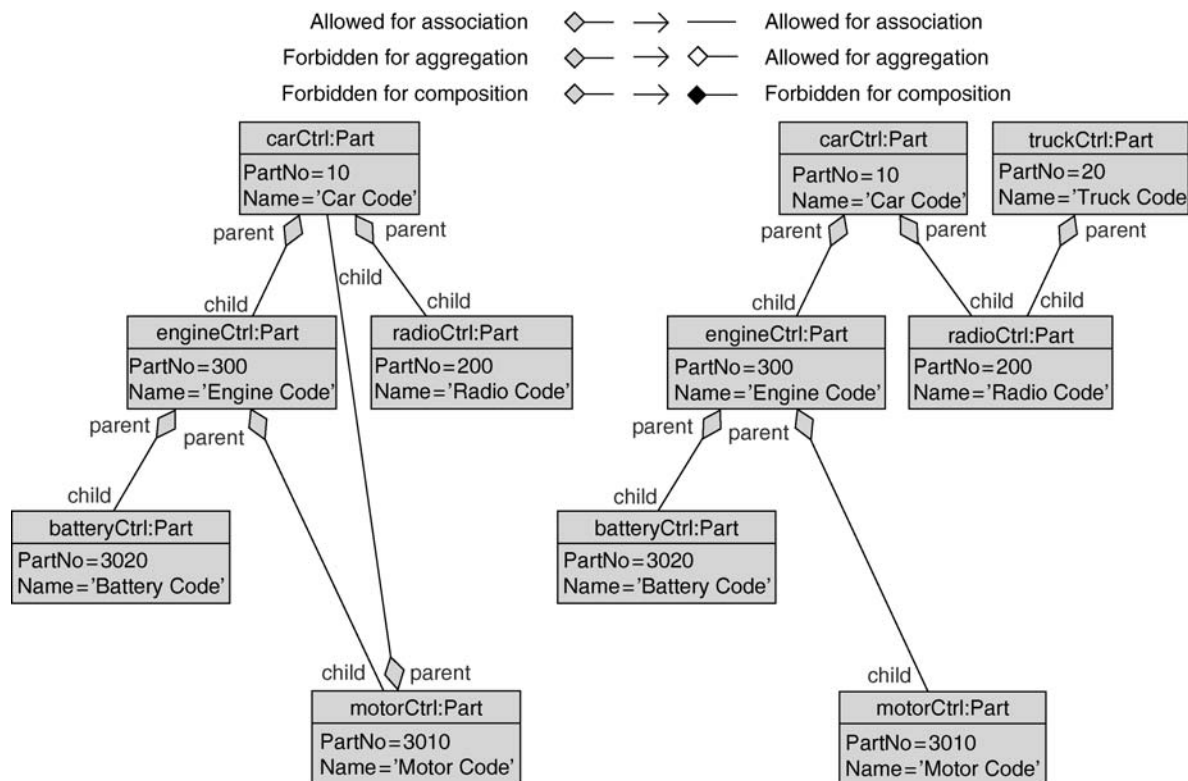 Allowed for association Allowed for association
Forbidden for aggregation Allowed for aggregation
Forbidden for composition Forbidden for composition
carCtrl:Part
PartNo=10
Name='Car Code'
parent
parent
child
child
child
engineCtrl:Part
PartNo=300
Name='Engine Code'
radioCtrl:Part
PartNo=200
Name='Radio Code'
parent
parent
child
batteryCtrl:Part
PartNo=3020
Name='Battery Code'
child
parent
motorCtrl:Part
PartNo=3010
Name='Motor Code'
carCtrl:Part
PartNo=10
Name='Car Code'
truckCtrl:Part
PartNo=20
Name='Truck Code
parent
parent
parent
child
child
child
engineCtrl:Part
PartNo=300
Name='Engine Code'
radioCtrl:Part
PartNo=200
Name='Radio Code'
parent
parent
child
batteryCtrl:Part
PartNo=3020
Name='Battery Code'
child
motorCtrl:Part
PartNo=3010
Name='Motor Code'